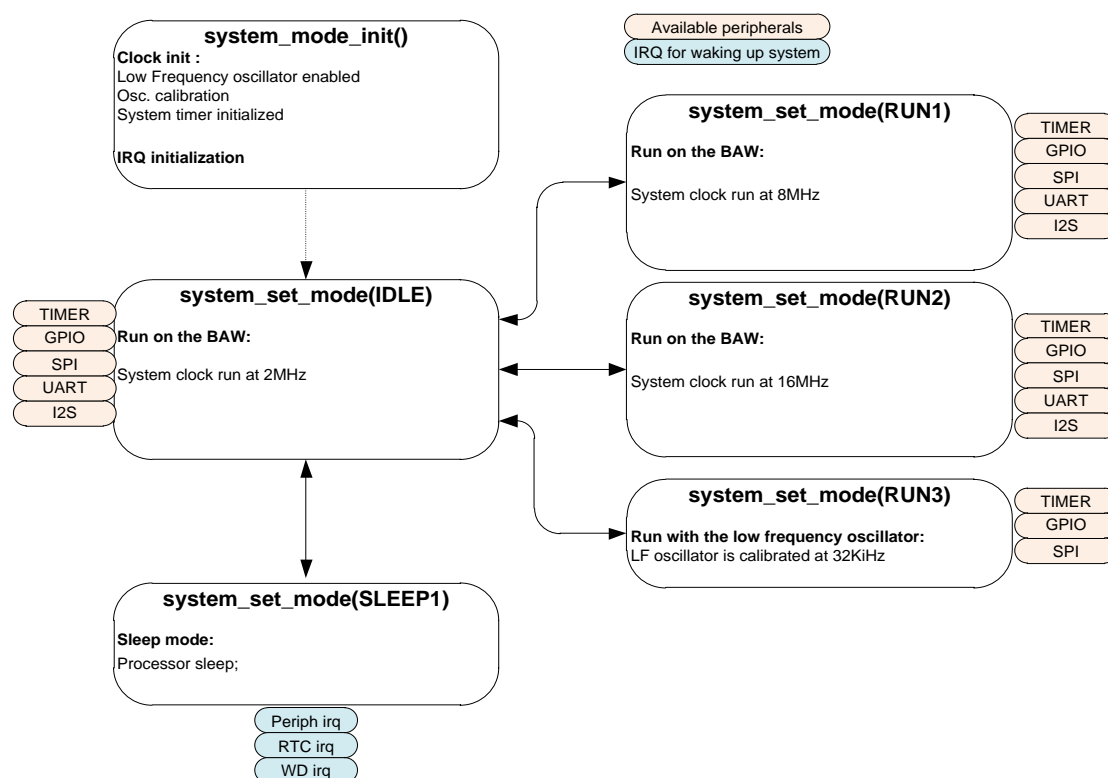 system_mode_init()
Clock init :
Low Frequency oscillator enabled
Osc. calibration
System timer initialized
IRQ initialization
Available peripherals
IRQ for waking up system
system_set_mode(RUN1)
Run on the BAW:
System clock run at 8MHz
TIMER
GPIO
SPI
UART
I2S
system_set_mode(IDLE)
Run on the BAW:
System clock run at 2MHz
TIMER
GPIO
SPI
UART
I2S
system_set_mode(RUN2)
Run on the BAW:
System clock run at 16MHz
TIMER
GPIO
SPI
UART
I2S
system_set_mode(RUN3)
Run with the low frequency oscillator:
LF oscillator is calibrated at 32KiHz
TIMER
GPIO
SPI
system_set_mode(SLEEP1)
Sleep mode:
Processor sleep;
Periph irq
RTC irq
WD irq